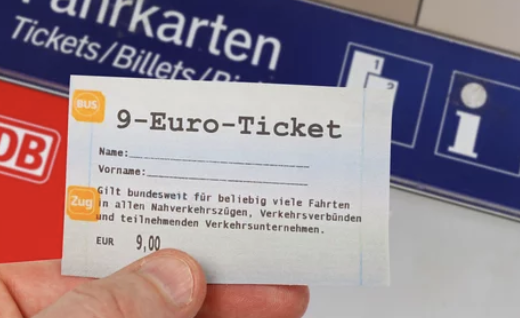 Fahrkarten
Tickets/Billets/
DB
BUS
9-Euro-Ticket
Name:
Vorname:
Zug
Gilt bundesweit für beliebig viele Fahrten
in allen Nahverkehrszügen, Verkehrsverbünden
und teilnehmenden Verkehrsunternehmen.
EUR 9,00
1
i